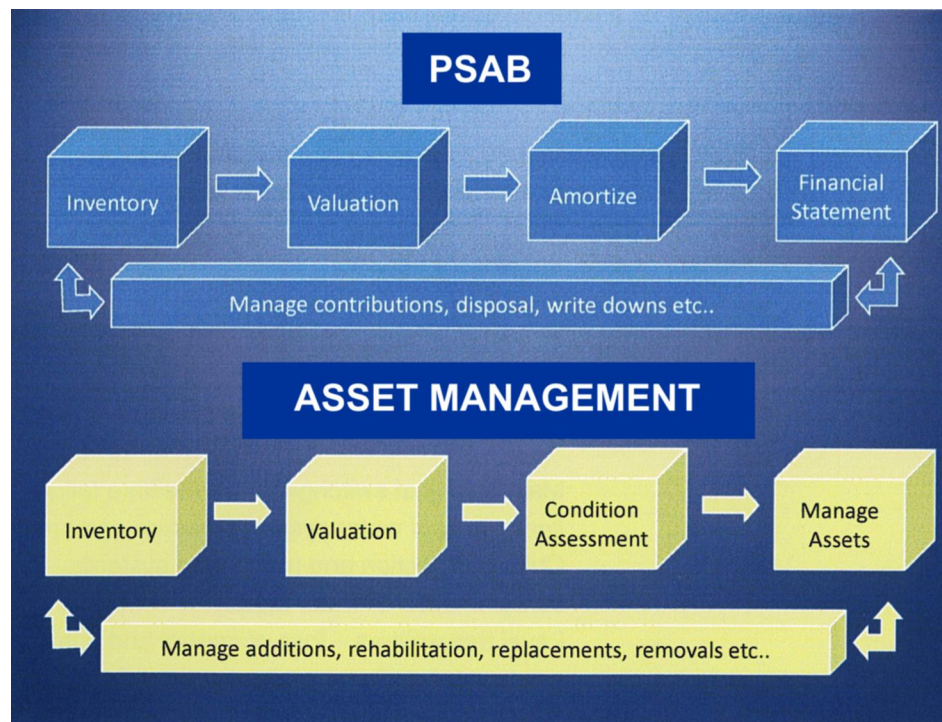 PSAB
Inventory
Valuation
Amortize
Financial
Statement
Manage contributions, disposal, write downs etc..
ASSET MANAGEMENT
Inventory
Valuation
Condition
Assessment
Manage
Assets
Manage additions, rehabilitation, replacements, removals etc..